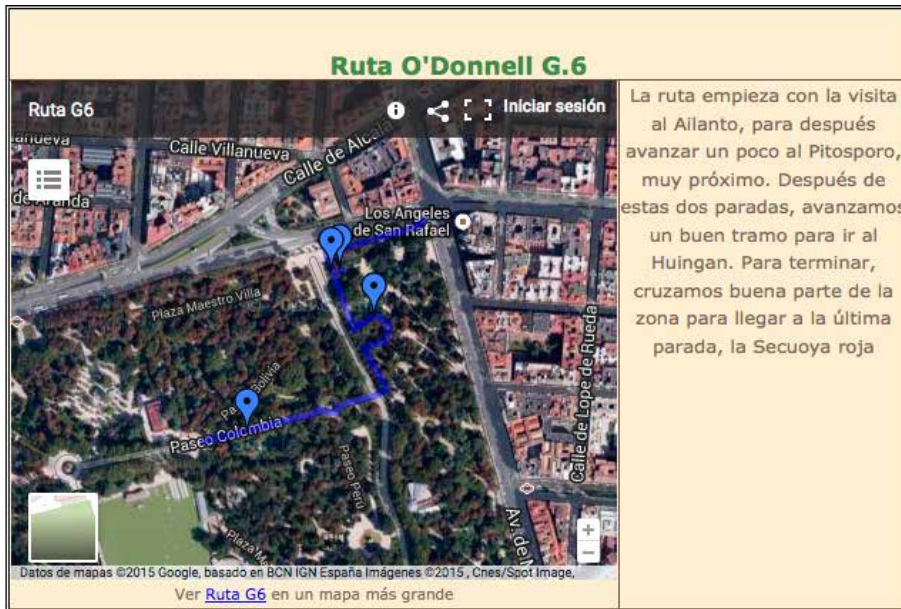 Ruta O'Donnell G.6
Ruta G6
Iniciar sesión
Calle Villanueva
Calle de Alcalá
Los Angeles
de San Rafael
Plaza Maestro Villa
Bolivia
Paseo Colombia
Paseo Perú
Calle de Lope de Rueda
Av. de
+
−
Datos de mapas ©2015 Google, basado en BCN IGN España Imágenes ©2015 , Cnes/Spot Image,
Ver Ruta G6 en un mapa más grande
La ruta empieza con la visita
al Ailanto, para después
avanzar un poco al Pitosporo,
muy próximo. Después de
estas dos paradas, avanzamos
un buen tramo para ir al
Huingan. Para terminar,
cruzamos buena parte de la
zona para llegar a la última
parada, la Secuoya roja